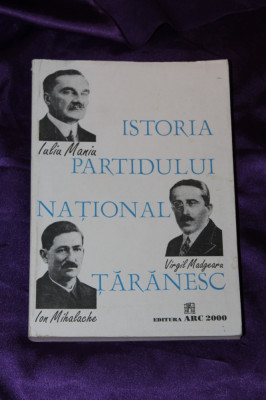 Iuliu Maniu
ISTORIA
PARTIDULUI
NAȚIONAL
Virgil Madgearu
ȚĂRĂNESC
Ion Mihalache
EDITURA ARC 2000